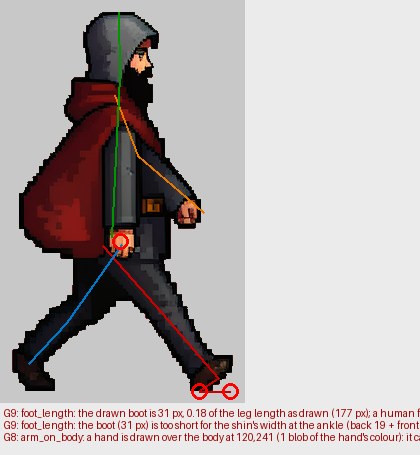 G9: foot_length: the drawn boot is 31 px, 0.18 of the leg length as drawn (177 px); a human f
G9: foot_length: the boot (31 px) is too short for the shin's width at the ankle (back 19 + front
G8: arm_on_body: a hand is drawn over the body at 120,241 (1 blob of the hand's colour): it ca